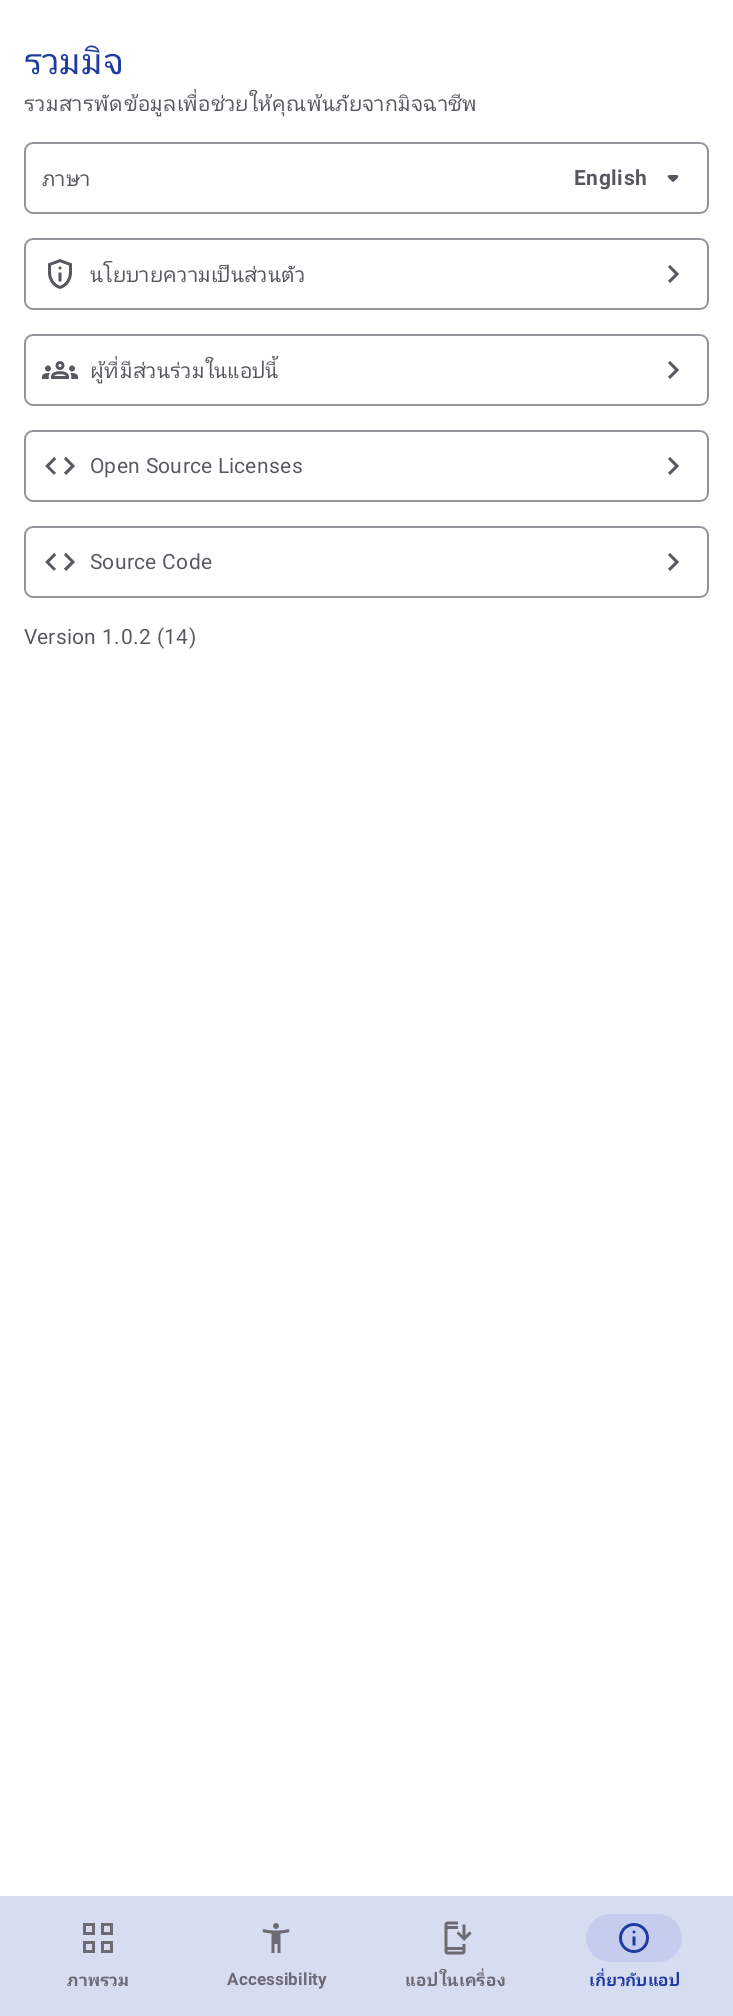 รวมมิจ
รวมสารพัดข้อมูลเพื่อช่วยให้คุณพ้นภัยจากมิจฉาชีพ
ภาษา English
นโยบายความเป็นส่วนตัว
ผู้ที่มีส่วนร่วมในแอปนี้
Open Source Licenses
Source Code
Version 1.0.2 (14)
ภาพรวม Accessibility แอปในเครื่อง เกี่ยวกับแอป